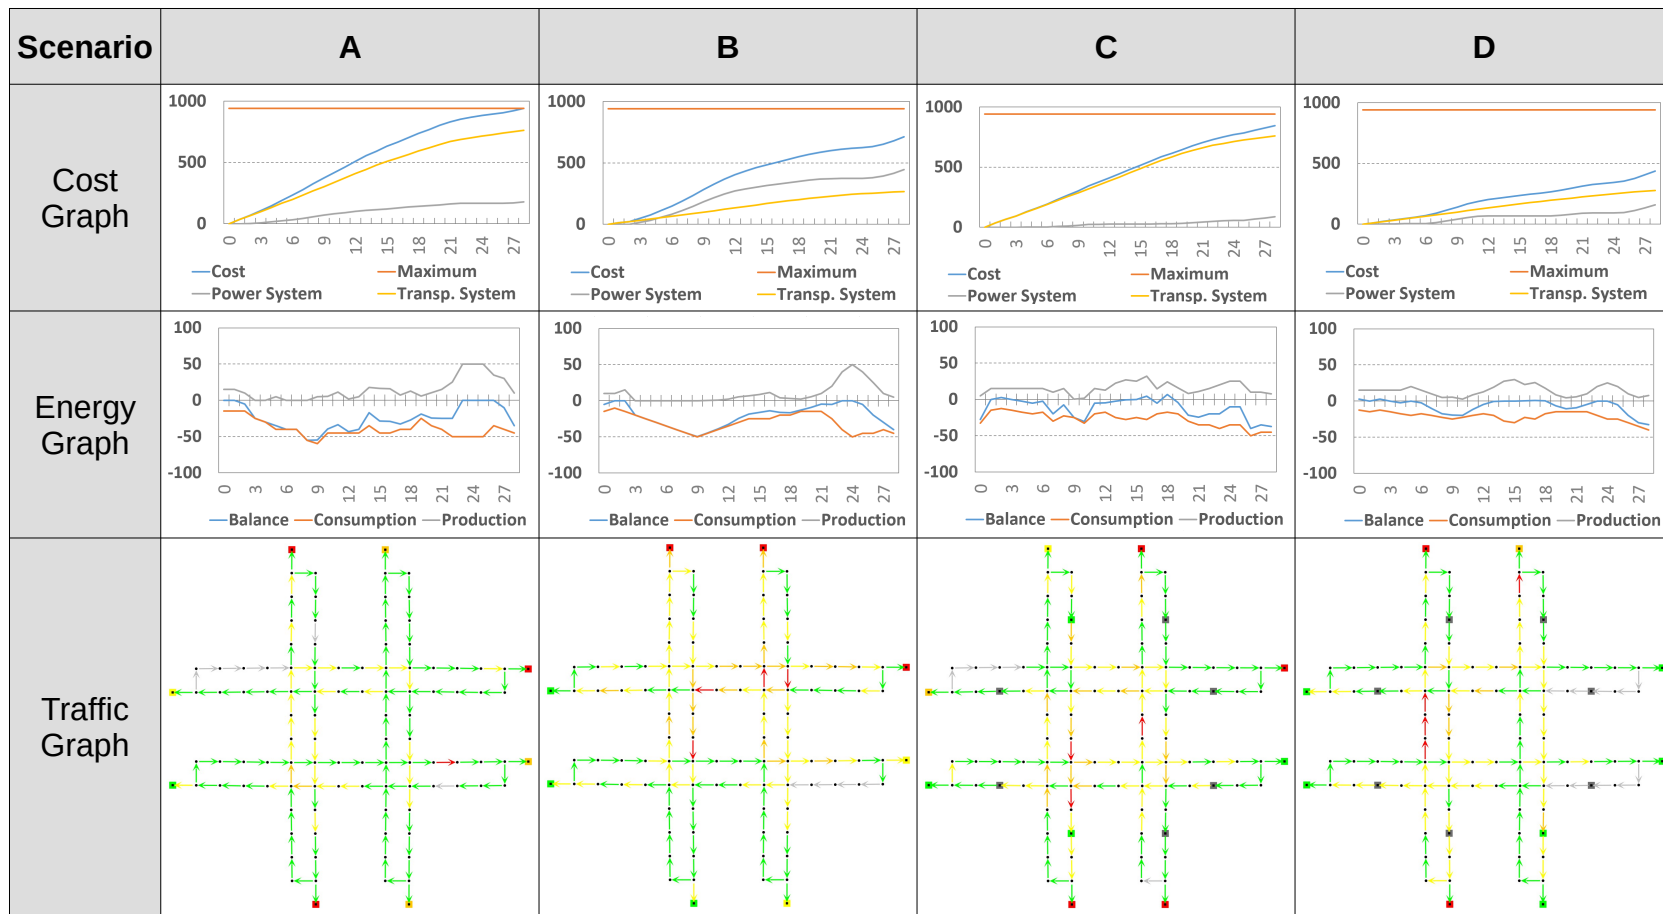 Scenario A B C D
Cost Graph
1000 1000 1000 1000
500 500 500 500
0 0 0 0
0 3 6 9 12 15 18 21 24 27 0 3 6 9 12 15 18 21 24 27 0 3 6 9 12 15 18 21 24 27 0 3 6 9 12 15 18 21 24 27
Cost Maximum Cost Maximum Cost Maximum Cost Maximum
Power System Transp. System Power System Transp. System Power System Transp. System Power System Transp. System
Energy Graph
100 100 100 100
50 50 50 50
0 0 0 0
-50 -50 -50 -50
-100 -100 -100 -100
0 3 6 9 12 15 18 21 24 27 0 3 6 9 12 15 18 21 24 27 0 3 6 9 12 15 18 21 24 27 0 3 6 9 12 15 18 21 24 27
Balance Consumption Production Balance Consumption Production Balance Consumption Production Balance Consumption Production
Traffic Graph